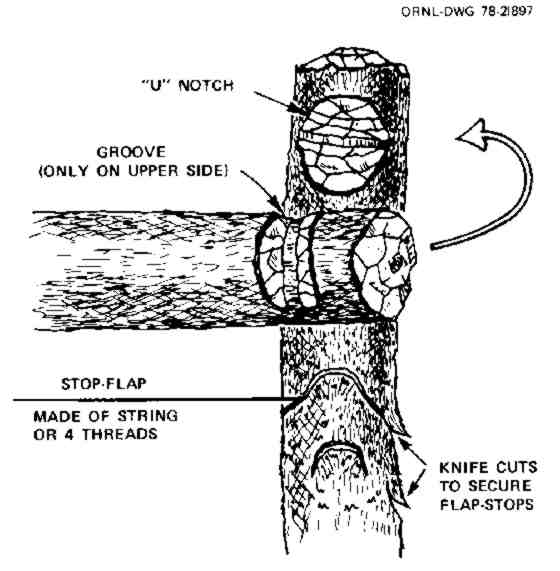 ORNL-DWG 78-21897
"U" NOTCH
GROOVE
(ONLY ON UPPER SIDE)
STOP-FLAP
MADE OF STRING
OR 4 THREADS
KNIFE CUTS
TO SECURE
FLAP-STOPS